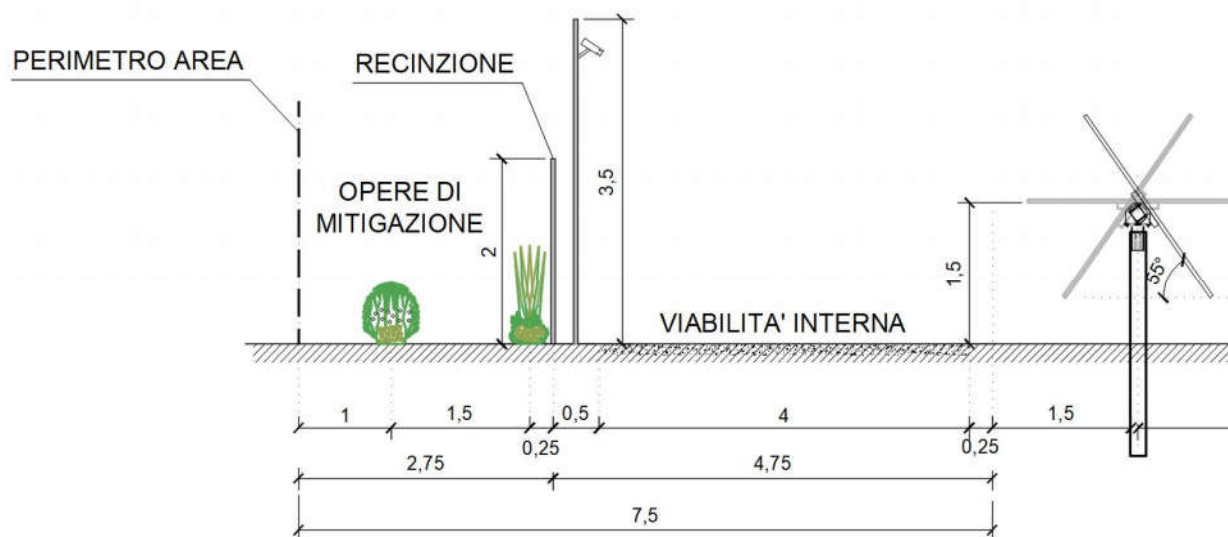 PERIMETRO AREA
RECINZIONE
OPERE DI
MITIGAZIONE
2
3,5
1,5
55°
VIABILITA' INTERNA
1
1,5
0,25
0,5
4
0,25
1,5
2,75
4,75
7,5